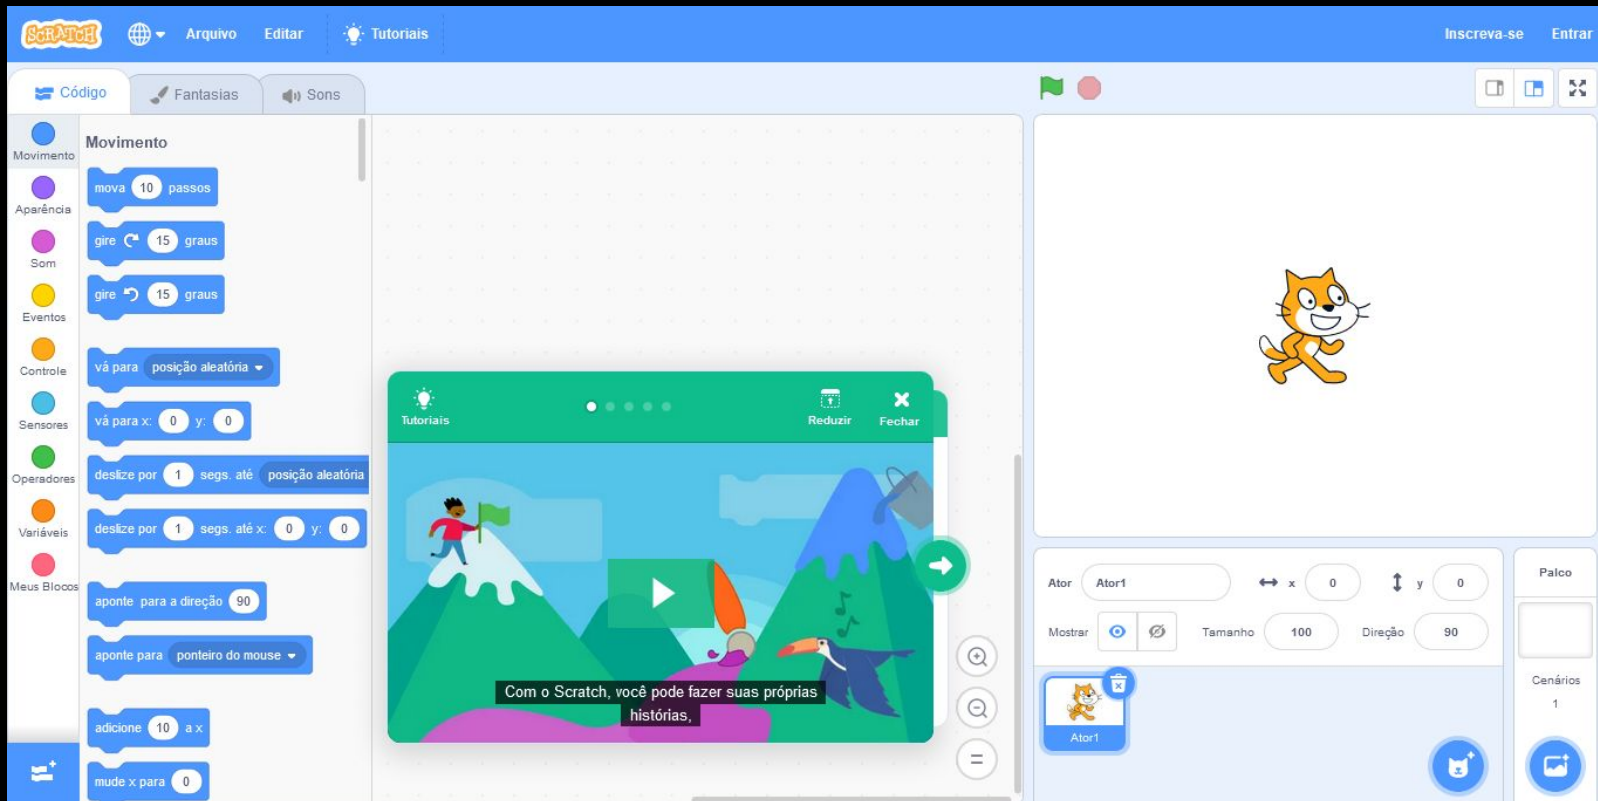 SCRATCH
Arquivo
Editar
Tutoriais
Inscreva-se
Entrar
Código
Fantasias
Sons
Movimento
Aparência
Som
Eventos
Controle
Sensores
Operadores
Variáveis
Meus Blocos
Movimento
mova 10 passos
gire 15 graus
gire 15 graus
vá para posição aleatória
vá para x: 0 y: 0
deslize por 1 segs. até posição aleatória
deslize por 1 segs. até x: 0 y: 0
aponte para a direção 90
aponte para ponteiro do mouse
adicione 10 a x
mude x para 0
Tutoriais
Reduzir
Fechar
Com o Scratch, você pode fazer suas próprias
histórias,
Ator Ator1 x 0 y 0
Mostrar Tamanho 100 Direção 90
Ator1
Palco
Cenários
1